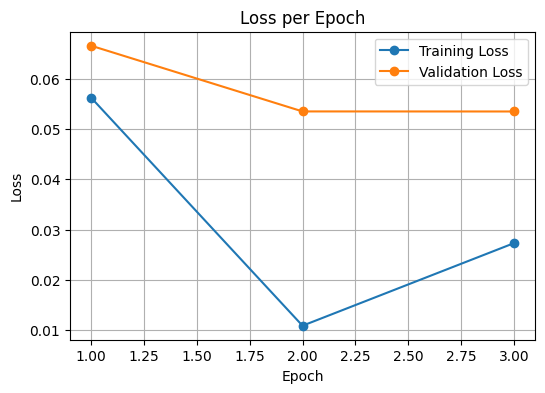 Loss per Epoch
Training Loss
Validation Loss
0.06
0.05
0.04
0.03
0.02
0.01
Loss
1.00 1.25 1.50 1.75 2.00 2.25 2.50 2.75 3.00
Epoch